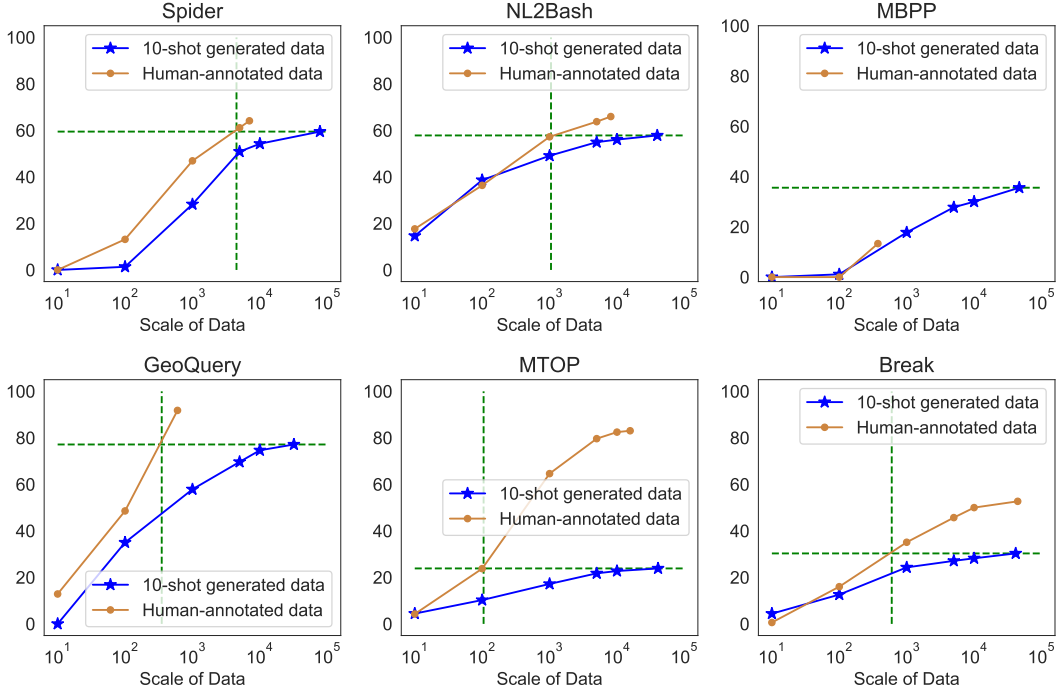 Spider
100
80
60
40
20
0
10-shot generated data
Human-annotated data
10^1 10^2 10^3 10^4 10^5
Scale of Data
NL2Bash
100
80
60
40
20
0
10-shot generated data
Human-annotated data
10^1 10^2 10^3 10^4 10^5
Scale of Data
MBPP
100
80
60
40
20
0
10-shot generated data
Human-annotated data
10^1 10^2 10^3 10^4 10^5
Scale of Data
GeoQuery
100
80
60
40
20
0
10-shot generated data
Human-annotated data
10^1 10^2 10^3 10^4 10^5
Scale of Data
MTOP
100
80
60
40
20
0
10-shot generated data
Human-annotated data
10^1 10^2 10^3 10^4 10^5
Scale of Data
Break
100
80
60
40
20
0
10-shot generated data
Human-annotated data
10^1 10^2 10^3 10^4 10^5
Scale of Data